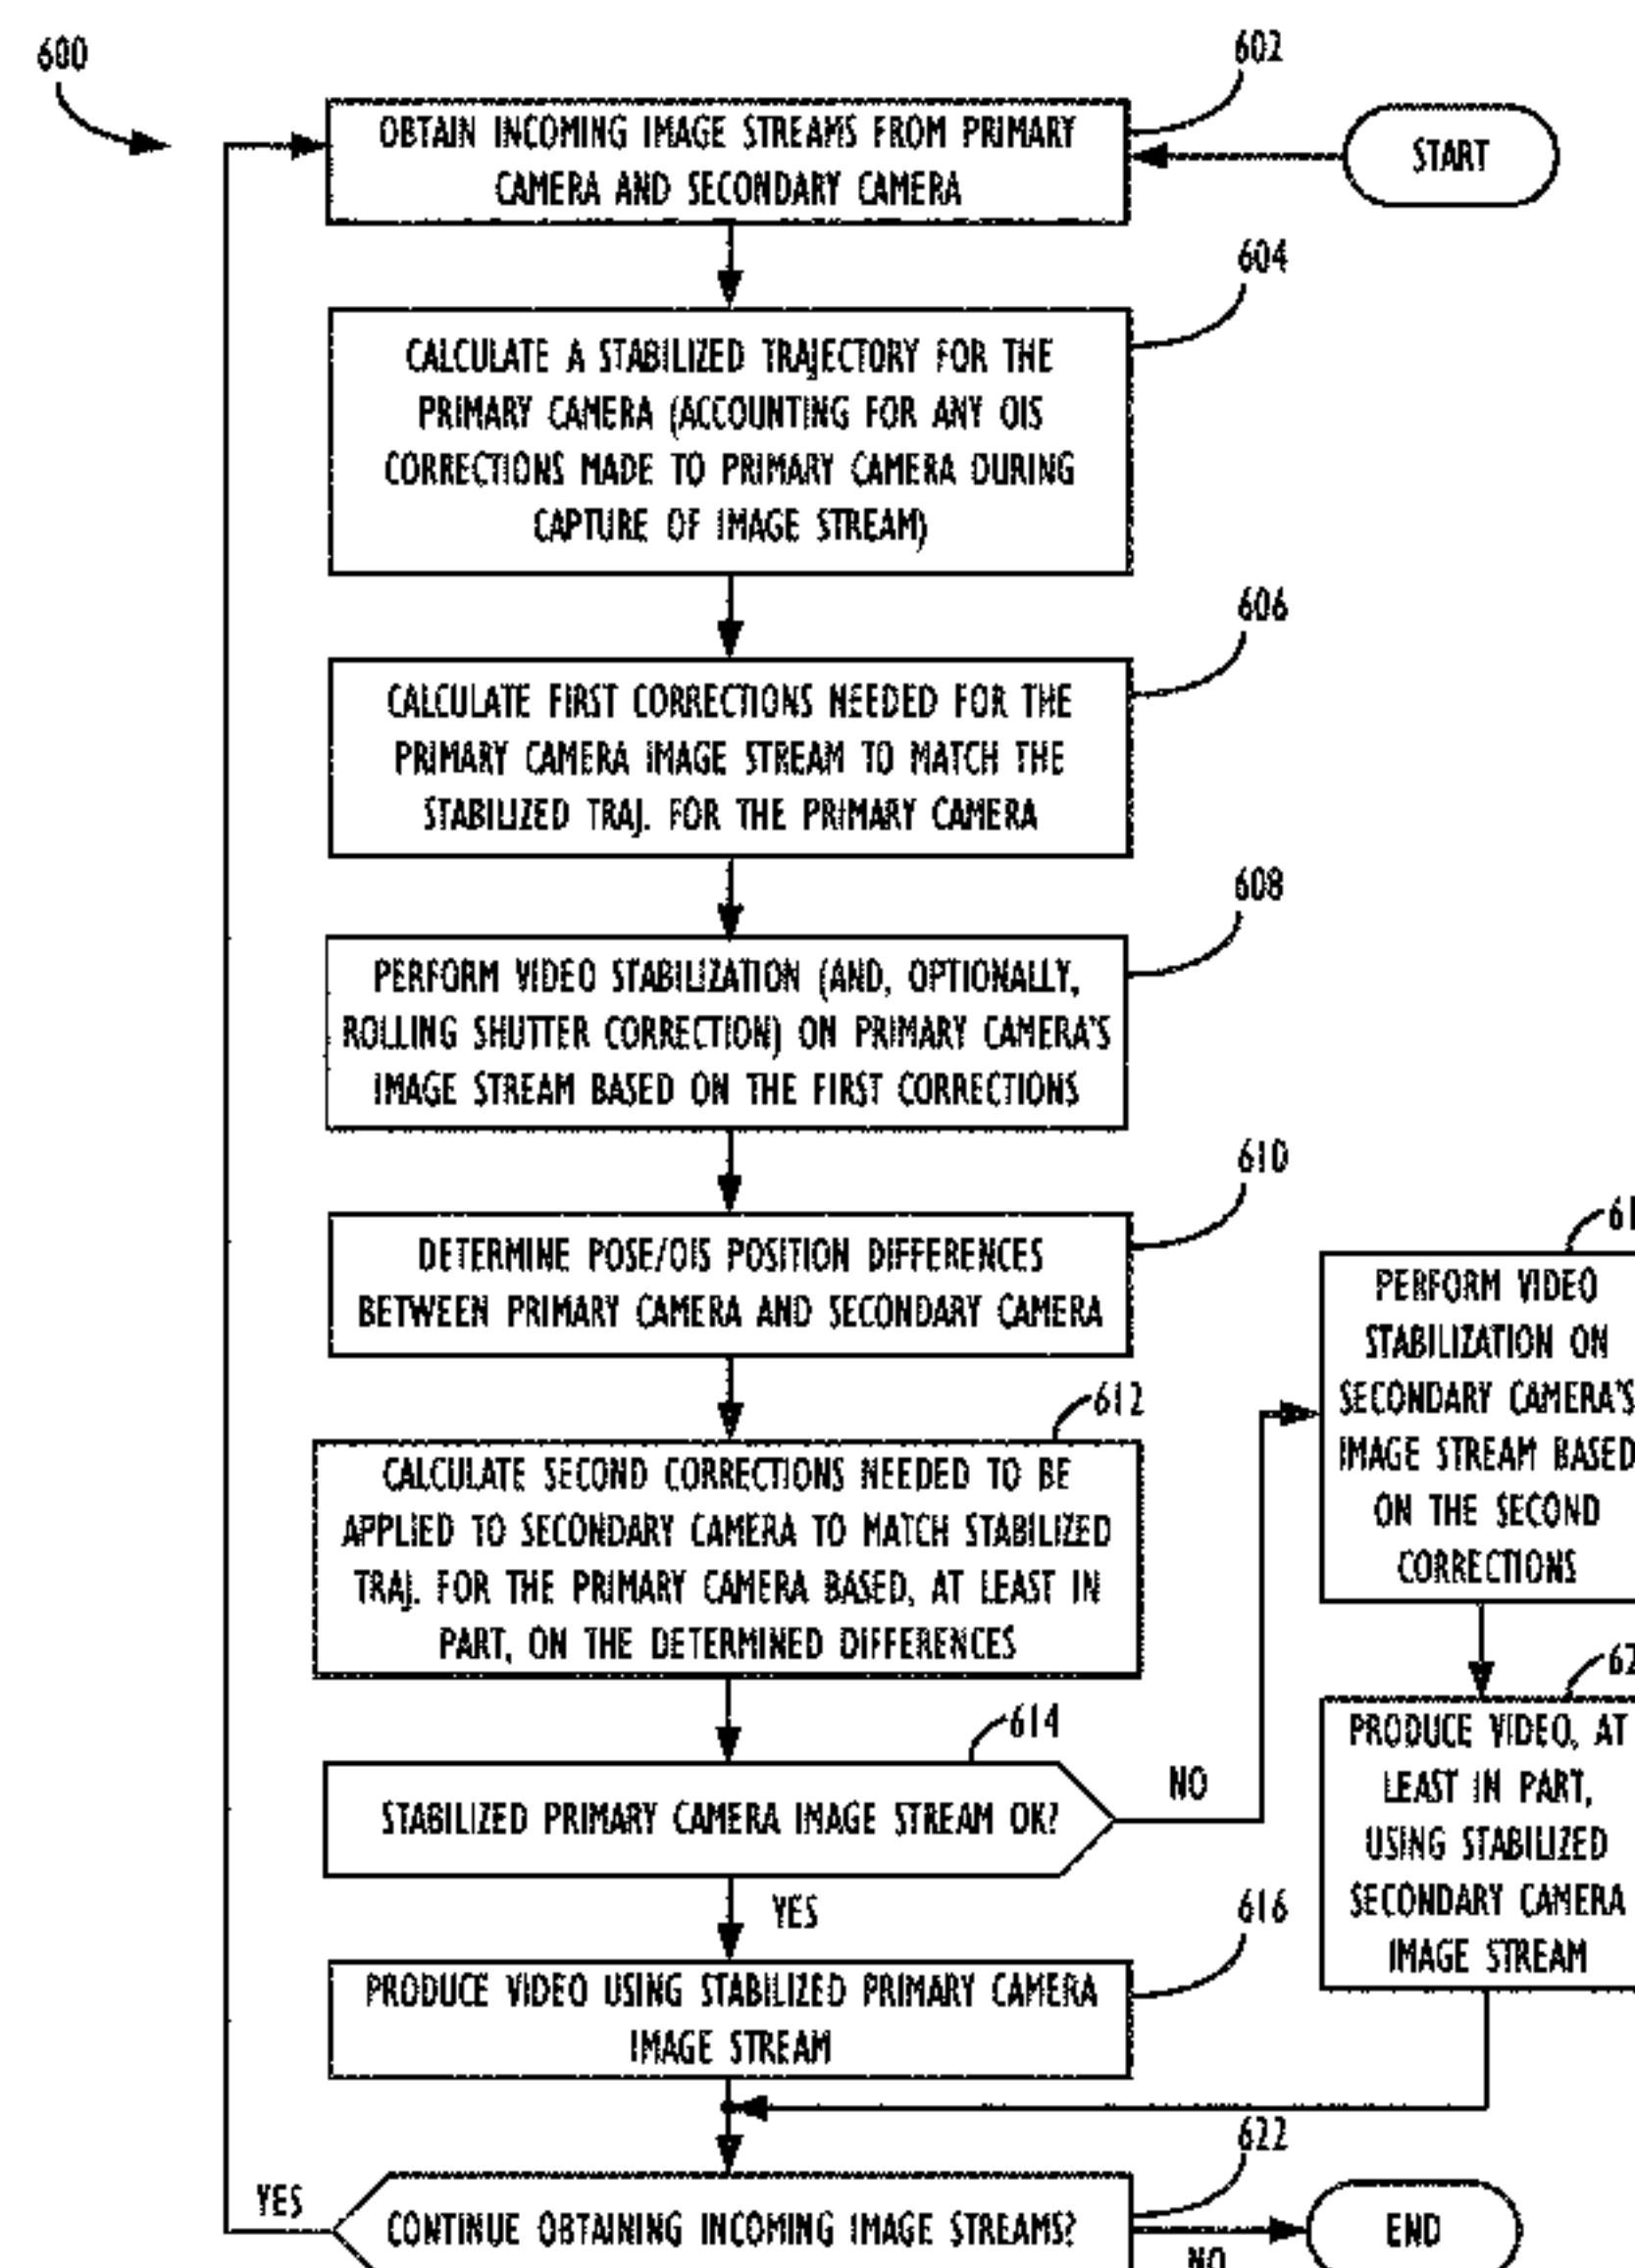 600
602
OBTAIN INCOMING IMAGE STREAMS FROM PRIMARY
CAMERA AND SECONDARY CAMERA
START
604
CALCULATE A STABILIZED TRAJECTORY FOR THE
PRIMARY CAMERA (ACCOUNTING FOR ANY OIS
CORRECTIONS MADE TO PRIMARY CAMERA DURING
CAPTURE OF IMAGE STREAM)
606
CALCULATE FIRST CORRECTIONS NEEDED FOR THE
PRIMARY CAMERA IMAGE STREAM TO MATCH THE
STABILIZED TRAJ. FOR THE PRIMARY CAMERA
608
PERFORM VIDEO STABILIZATION (AND, OPTIONALLY,
ROLLING SHUTTER CORRECTION) ON PRIMARY CAMERA'S
IMAGE STREAM BASED ON THE FIRST CORRECTIONS
610
DETERMINE POSE/OIS POSITION DIFFERENCES
BETWEEN PRIMARY CAMERA AND SECONDARY CAMERA
612
CALCULATE SECOND CORRECTIONS NEEDED TO BE
APPLIED TO SECONDARY CAMERA TO MATCH STABILIZED
TRAJ. FOR THE PRIMARY CAMERA BASED, AT LEAST IN
PART, ON THE DETERMINED DIFFERENCES
614
STABILIZED PRIMARY CAMERA IMAGE STREAM OK?
NO
YES
PERFORM VIDEO
STABILIZATION ON
SECONDARY CAMERA'S
IMAGE STREAM BASED
ON THE SECOND
CORRECTIONS
PRODUCE VIDEO, AT
LEAST IN PART,
USING STABILIZED
SECONDARY CAMERA
IMAGE STREAM
616
PRODUCE VIDEO USING STABILIZED PRIMARY CAMERA
IMAGE STREAM
622
YES
CONTINUE OBTAINING INCOMING IMAGE STREAMS?
NO
END